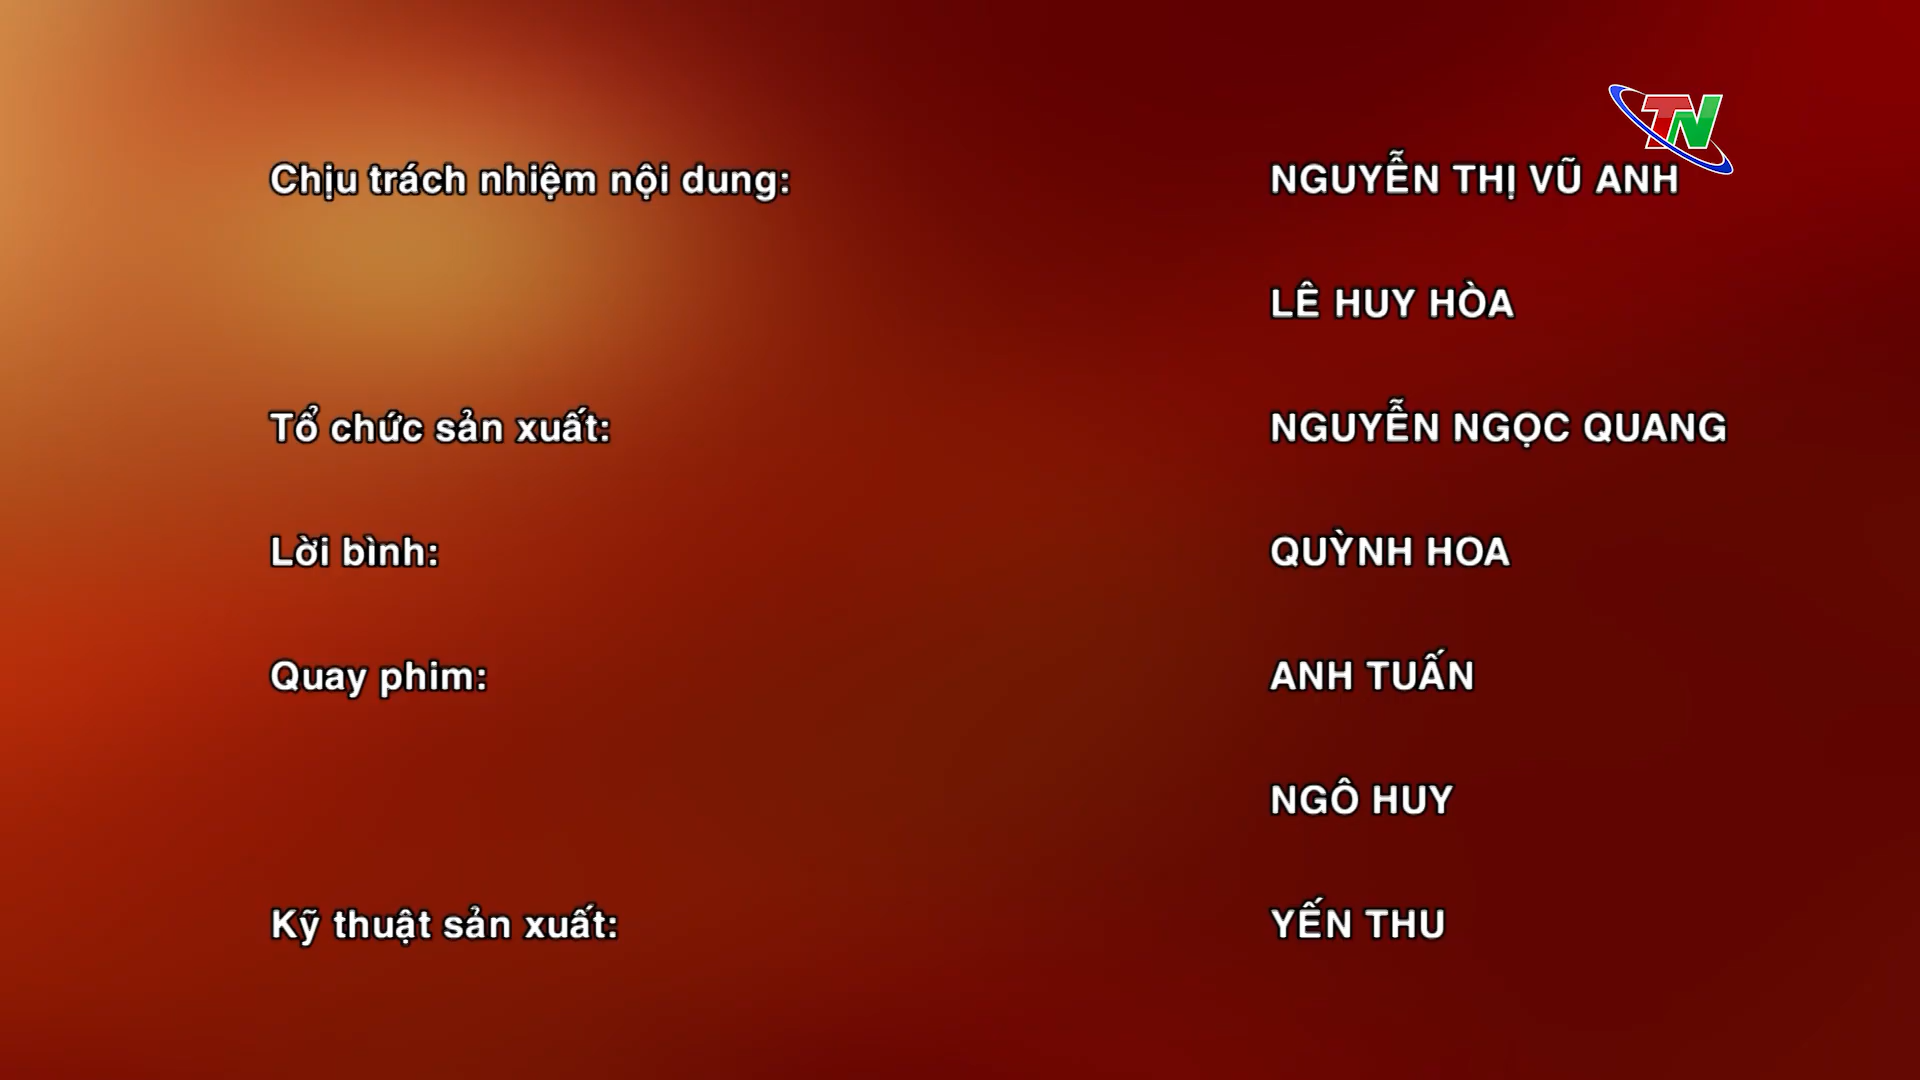 TN
Chịu trách nhiệm nội dung: NGUYỄN THỊ VŨ ANH
LÊ HUY HÒA
Tổ chức sản xuất: NGUYỄN NGỌC QUANG
Lời bình: QUỲNH HOA
Quay phim: ANH TUẤN
NGÔ HUY
Kỹ thuật sản xuất: YẾN THU